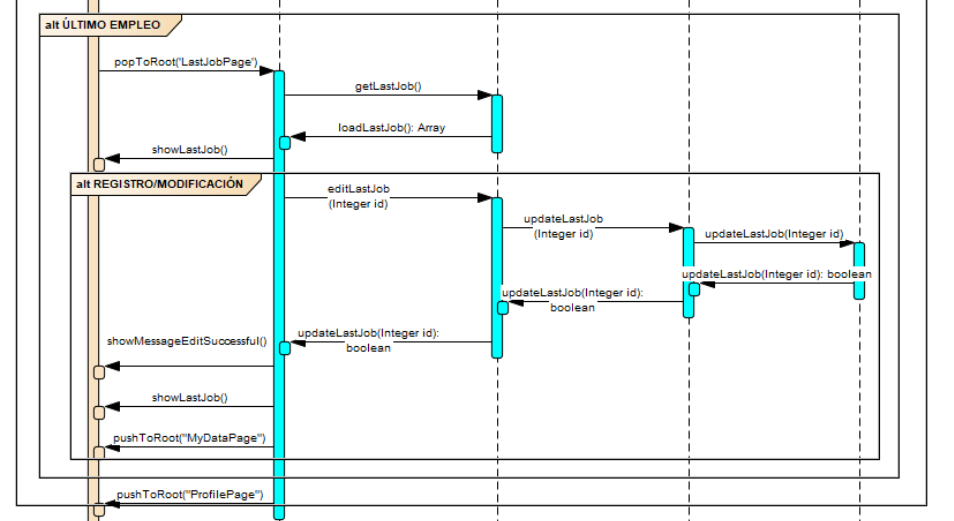 alt ÚLTIMO EMPLEO
popToRoot('LastJobPage')
getLastJob()
loadLastJob(): Array
showLastJob()
alt REGISTRO/MODIFICACIÓN
editLastJob
(Integer id)
updateLastJob
(Integer id)
updateLastJob(Integer id)
updateLastJob(Integer id): boolean
updateLastJob(Integer id):
boolean
updateLastJob(Integer id):
boolean
showMessageEditSuccessful()
showLastJob()
pushToRoot("MyDataPage")
pushToRoot("ProfilePage")